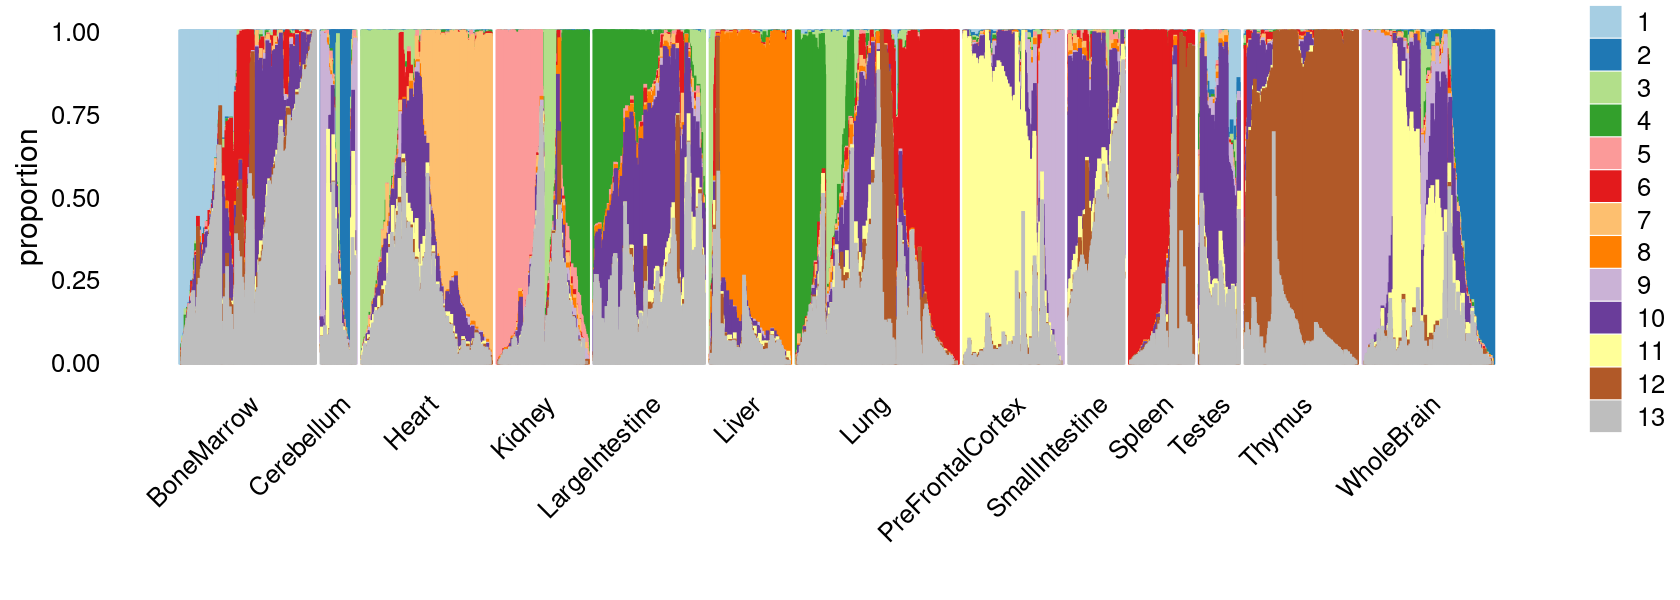 proportion
1.00
0.75
0.50
0.25
0.00
BoneMarrow
Cerebellum
Heart
Kidney
LargeIntestine
Liver
Lung
PreFrontalCortex
SmallIntestine
Spleen
Testes
Thymus
WholeBrain
1
2
3
4
5
6
7
8
9
10
11
12
13